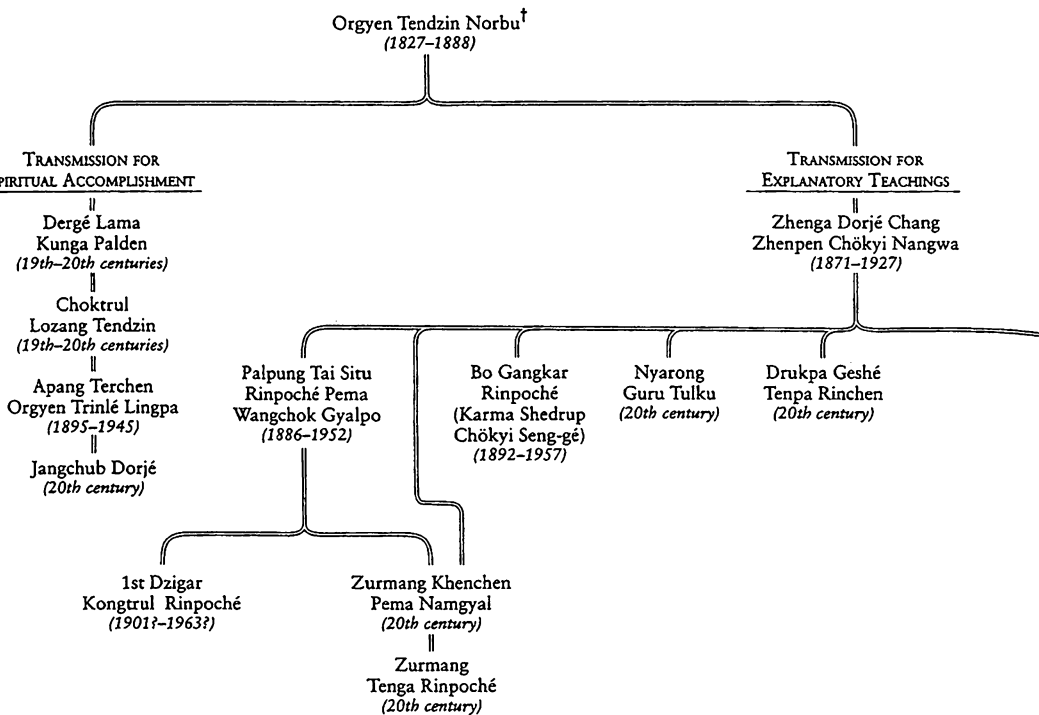 Orgyen Tendzin Norbu†
(1827–1888)
TRANSMISSION FOR
PIRITUAL ACCOMPLISHMENT
Dergé Lama
Kunga Palden
(19th–20th centuries)
Choktrul
Lozang Tendzin
(19th–20th centuries)
Apang Terchen
Orgyen Trinlé Lingpa
(1895–1945)
Jangchub Dorjé
(20th century)
TRANSMISSION FOR
EXPLANATORY TEACHINGS
Zhenga Dorjé Chang
Zhenpen Chökyi Nangwa
(1871–1927)
Palpung Tai Situ
Rinpoché Pema
Wangchok Gyalpo
(1886–1952)
Bo Gangkar
Rinpoché
(Karma Shedrup
Chökyi Seng-gé)
(1892–1957)
Nyarong
Guru Tulku
(20th century)
Drukpa Geshé
Tenpa Rinchen
(20th century)
1st Dzigar
Kongtrul Rinpoché
(1901?–1963?)
Zurmang Khenchen
Pema Namgyal
(20th century)
Zurmang
Tenga Rinpoché
(20th century)